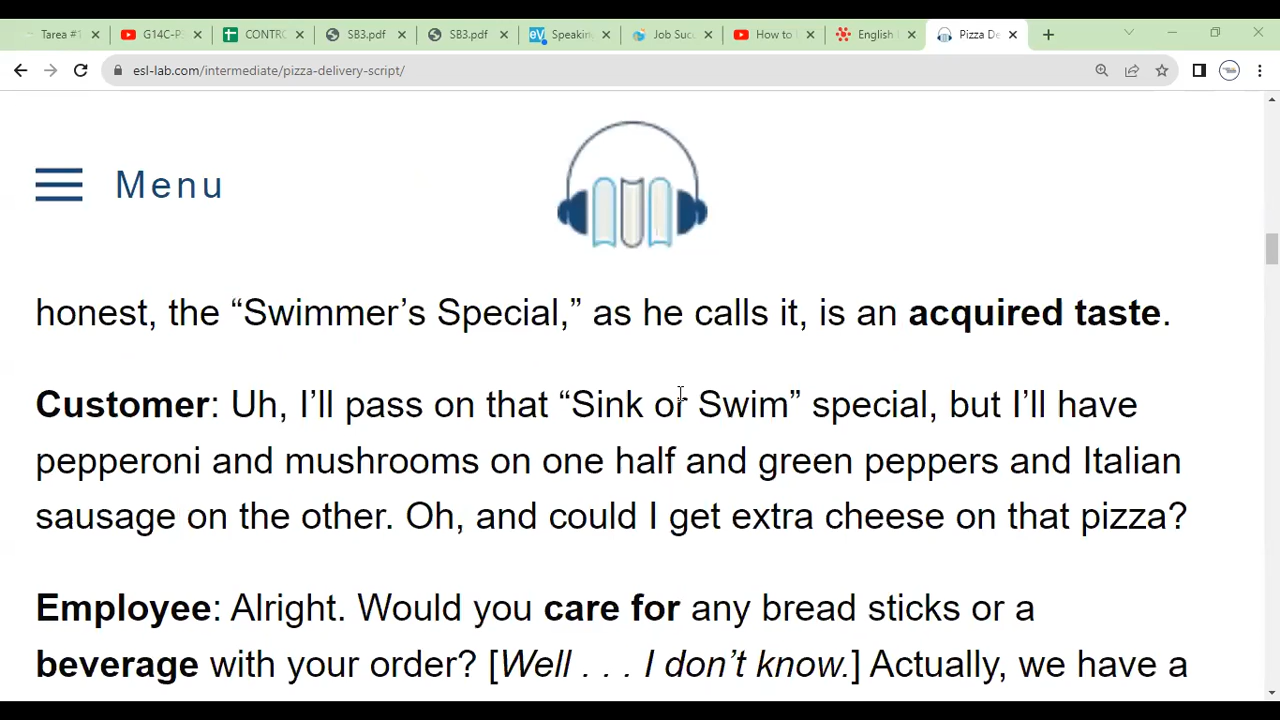 Tarea #1
G14C-P
CONTRO
SB3.pdf
SB3.pdf
Speaking
Job Suc
How to
English
Pizza De
esl-lab.com/intermediate/pizza-delivery-script/
Menu
honest, the “Swimmer’s Special,” as he calls it, is an acquired taste.
Customer: Uh, I’ll pass on that “Sink or Swim” special, but I’ll have
pepperoni and mushrooms on one half and green peppers and Italian
sausage on the other. Oh, and could I get extra cheese on that pizza?
Employee: Alright. Would you care for any bread sticks or a
beverage with your order? [Well . . . I don’t know.] Actually, we have a